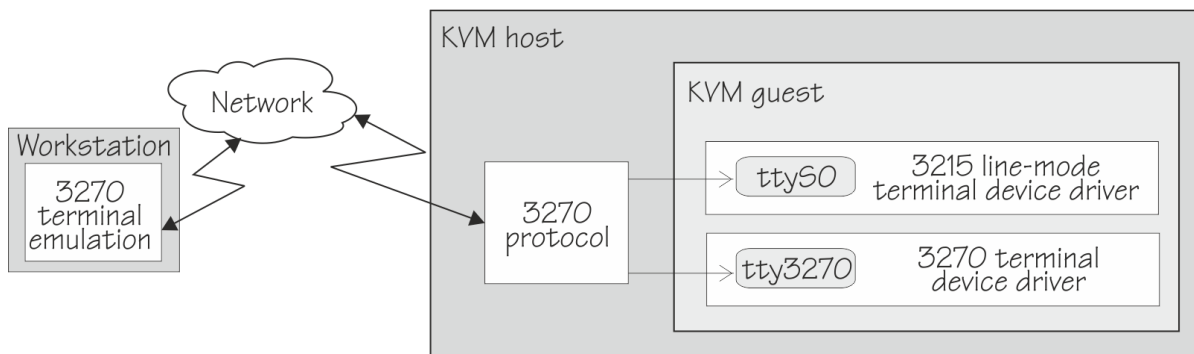 KVM host
KVM guest
Network
Workstation
3270
terminal
emulation
3270
protocol
ttyS0
3215 line-mode
terminal device driver
tty3270
3270 terminal
device driver